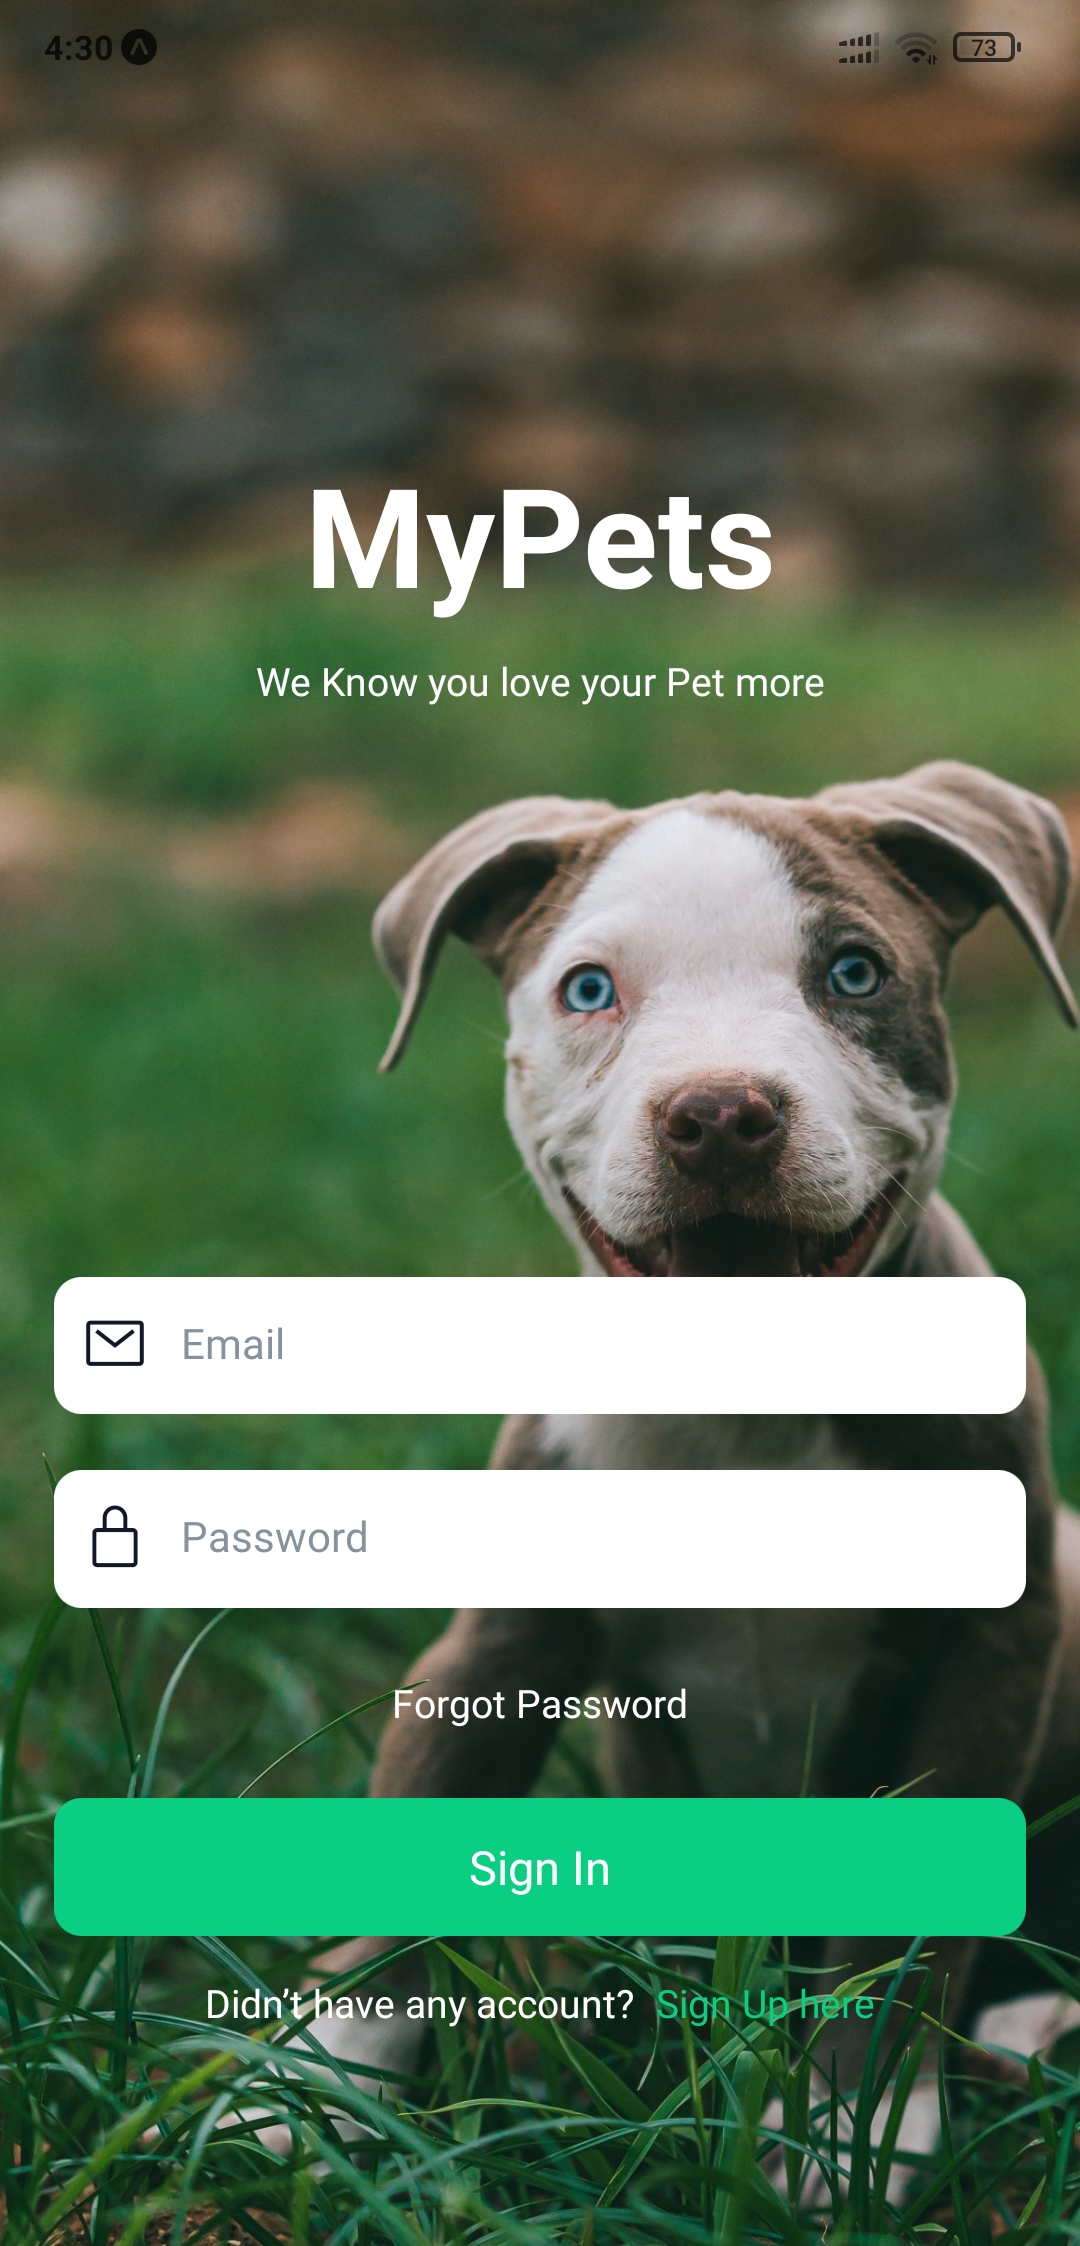 4:30
73
MyPets
We Know you love your Pet more
Email
Password
Forgot Password
Sign In
Didn’t have any account? Sign Up here